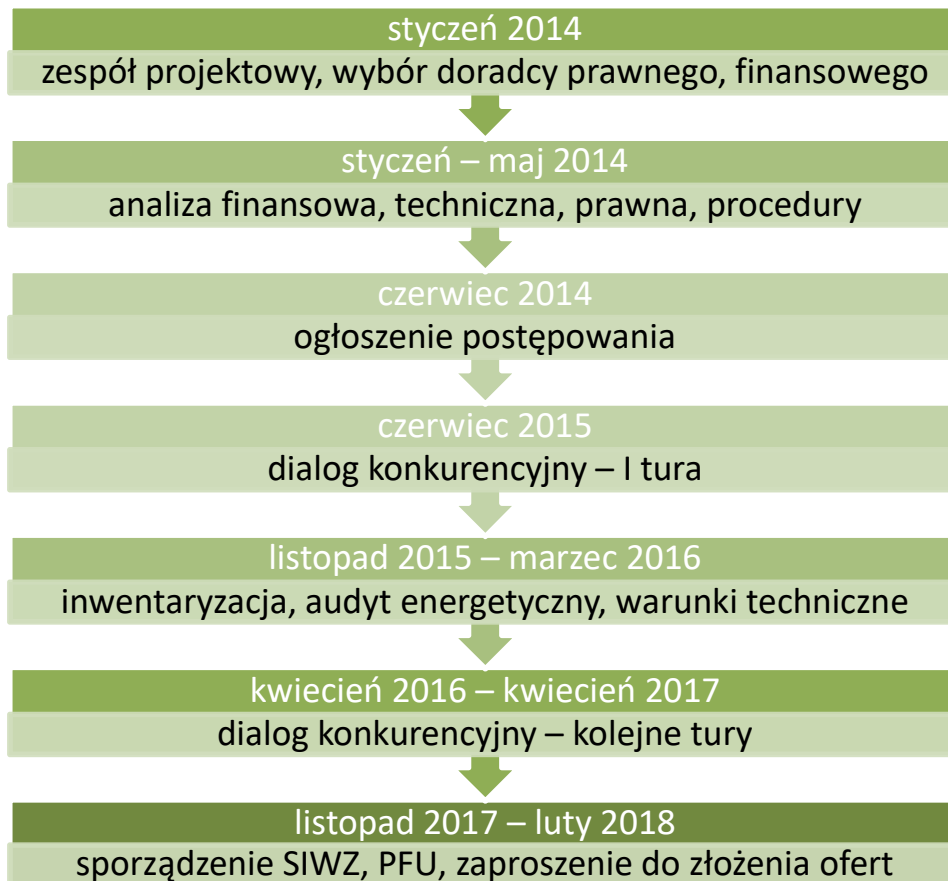 styczeń 2014
zespół projektowy, wybór doradcy prawnego, finansowego
styczeń – maj 2014
analiza finansowa, techniczna, prawna, procedury
czerwiec 2014
ogłoszenie postępowania
czerwiec 2015
dialog konkurencyjny – I tura
listopad 2015 – marzec 2016
inwentaryzacja, audyt energetyczny, warunki techniczne
kwiecień 2016 – kwiecień 2017
dialog konkurencyjny – kolejne tury
listopad 2017 – luty 2018
sporządzenie SIWZ, PFU, zaproszenie do złożenia ofert